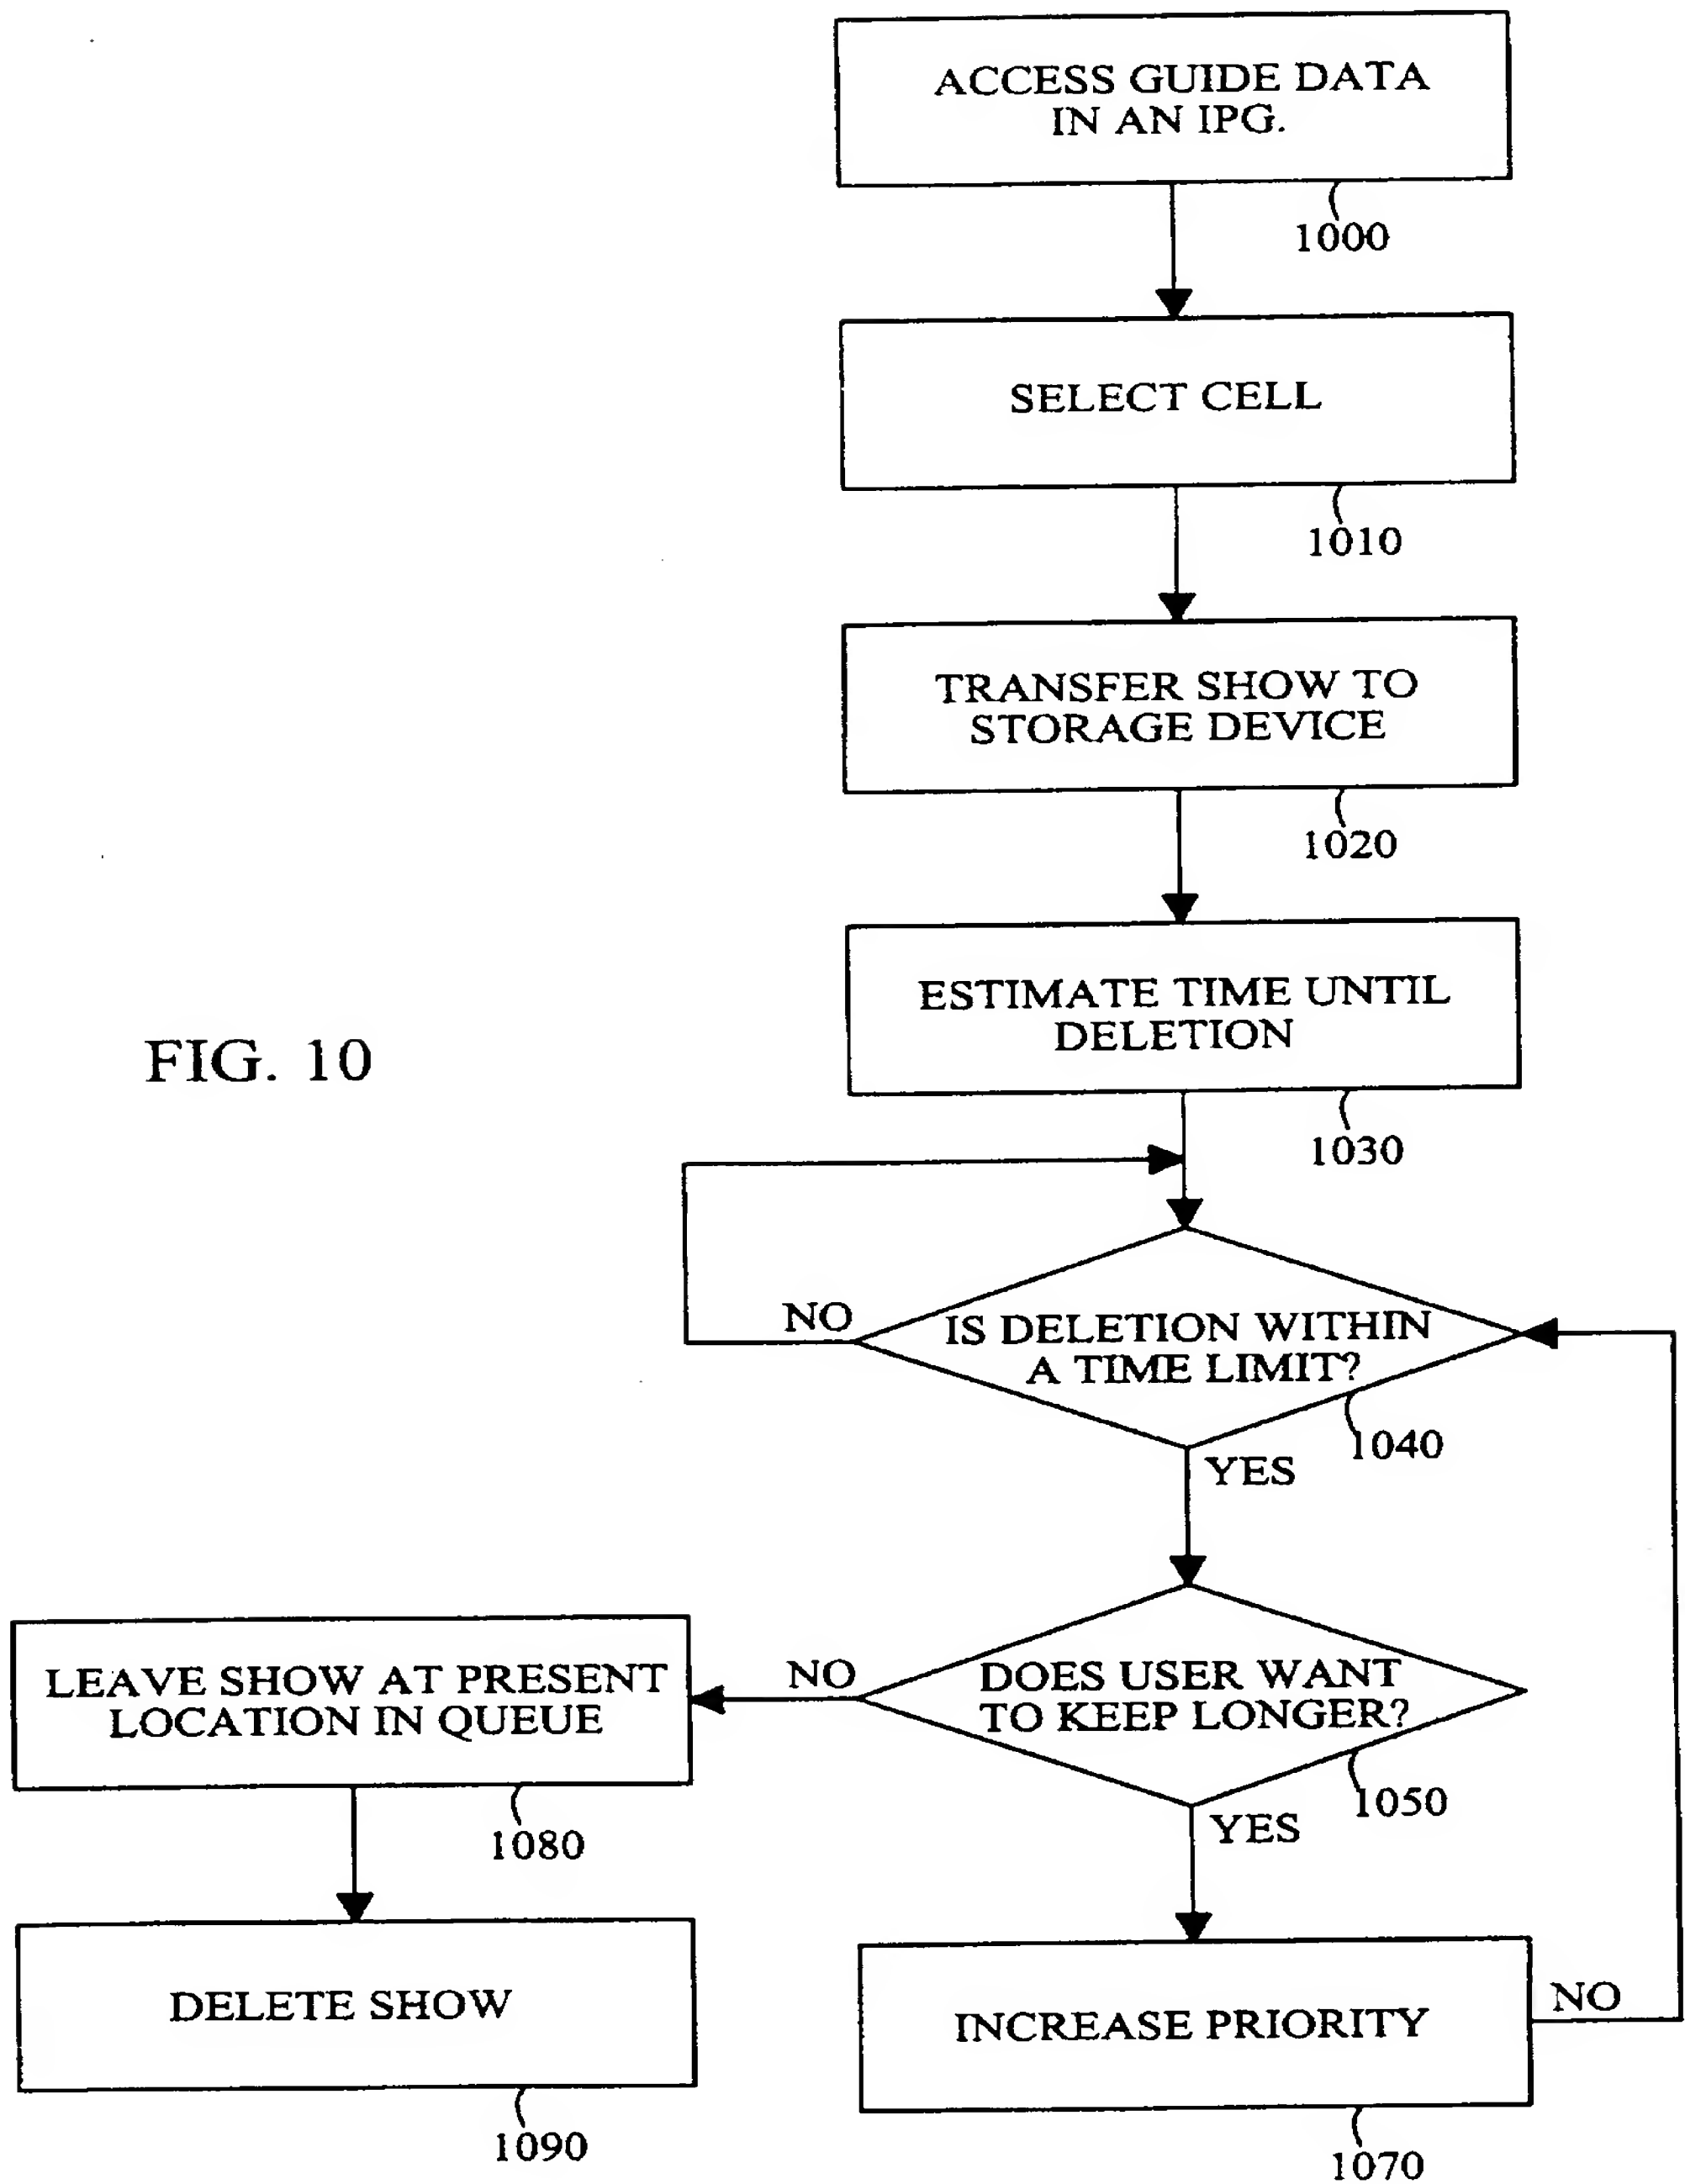 ACCESS GUIDE DATA
IN AN IPG.
1000
SELECT CELL
1010
TRANSFER SHOW TO
STORAGE DEVICE
1020
ESTIMATE TIME UNTIL
DELETION
1030
FIG. 10
NO
IS DELETION WITHIN
A TIME LIMIT?
1040
YES
LEAVE SHOW AT PRESENT
LOCATION IN QUEUE
1080
NO
DOES USER WANT
TO KEEP LONGER?
1050
YES
DELETE SHOW
1090
INCREASE PRIORITY
NO
1070